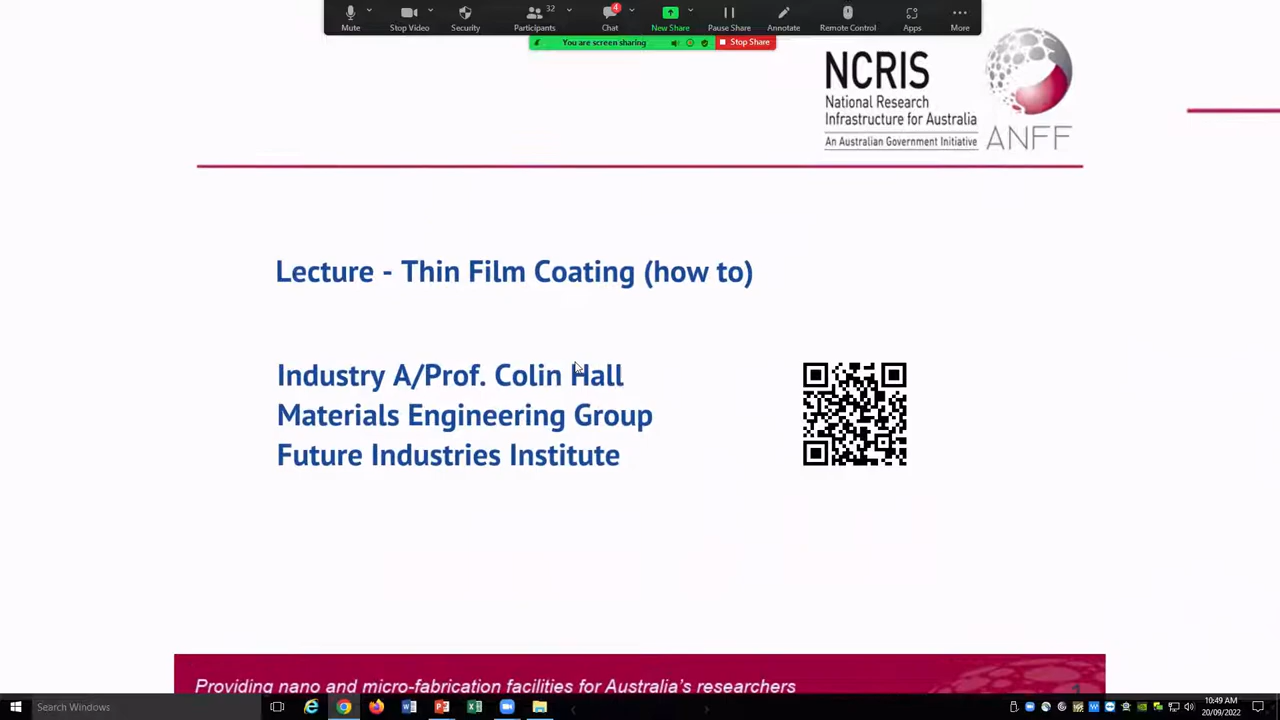 Mute
Stop Video
Security
Participants
32
Chat
4
New Share
Pause Share
Annotate
Remote Control
Apps
More
You are screen sharing
Stop Share
NCRIS
National Research
Infrastructure for Australia
An Australian Government Initiative
ANFF
Lecture - Thin Film Coating (how to)
Industry A/Prof. Colin Hall
Materials Engineering Group
Future Industries Institute
Providing nano and micro-fabrication facilities for Australia's researchers
1
Search Windows
10:49 AM
20/09/2022